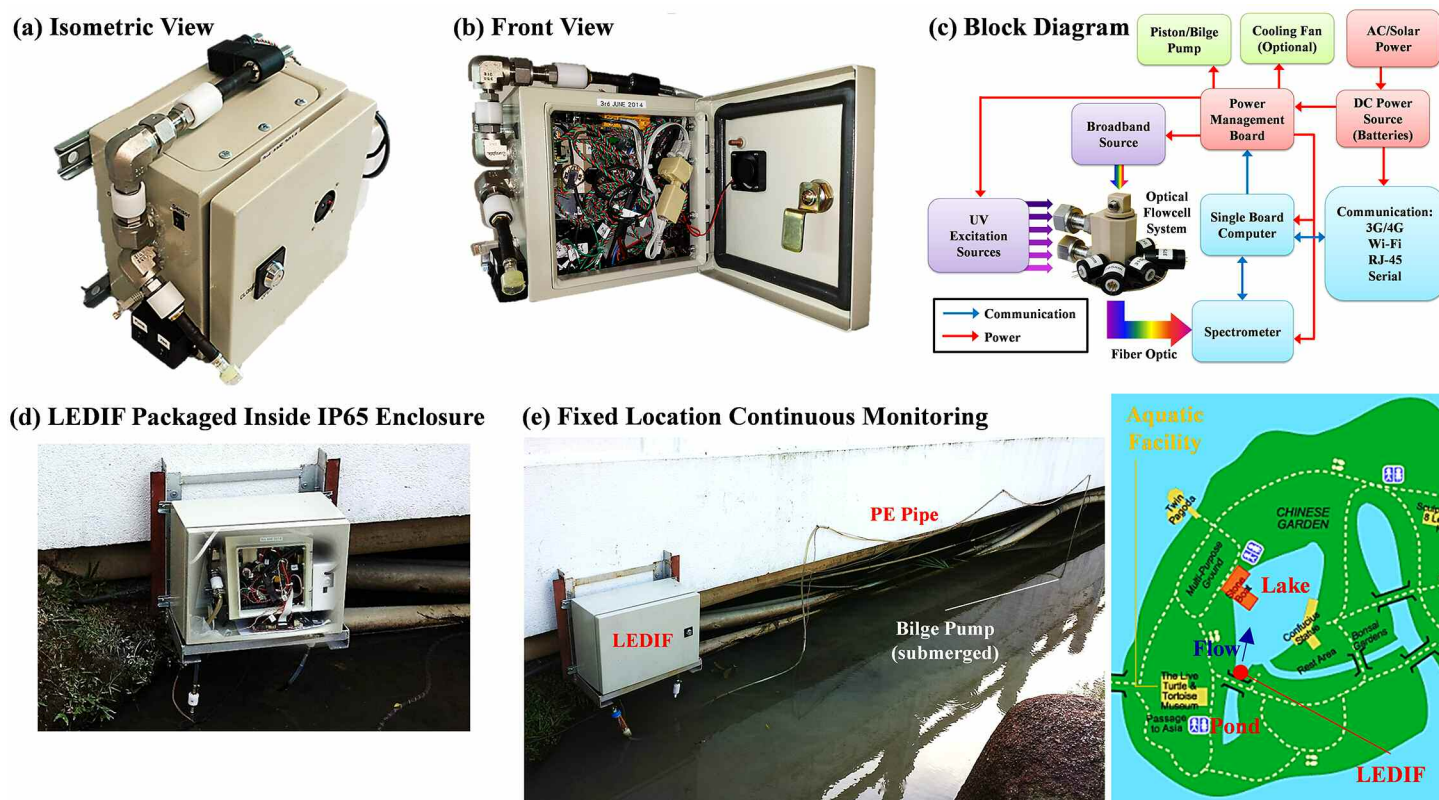 (a) Isometric View
(b) Front View
3rd JUNE 2014
(c) Block Diagram
Piston/Bilge
Pump
Cooling Fan
(Optional)
AC/Solar
Power
Broadband
Source
Power
Management
Board
DC Power
Source
(Batteries)
UV
Excitation
Sources
Optical
Flowcell
System
Single Board
Computer
Communication:
3G/4G
Wi-Fi
RJ-45
Serial
Communication
Power
Fiber Optic
Spectrometer
(d) LEDIF Packaged Inside IP65 Enclosure
(e) Fixed Location Continuous Monitoring
PE Pipe
LEDIF
Bilge Pump
(submerged)
Aquatic
Facility
Twin
Pagoda
CHINESE
GARDEN
Multi-Purpose
Ground
Stone
Boat
Lake
Confucius
Statue
Bonsai
Gardens
Rest Area
Flow
The Live
Turtle &
Tortoise
Museum
Passage
to Asia
Pond
LEDIF